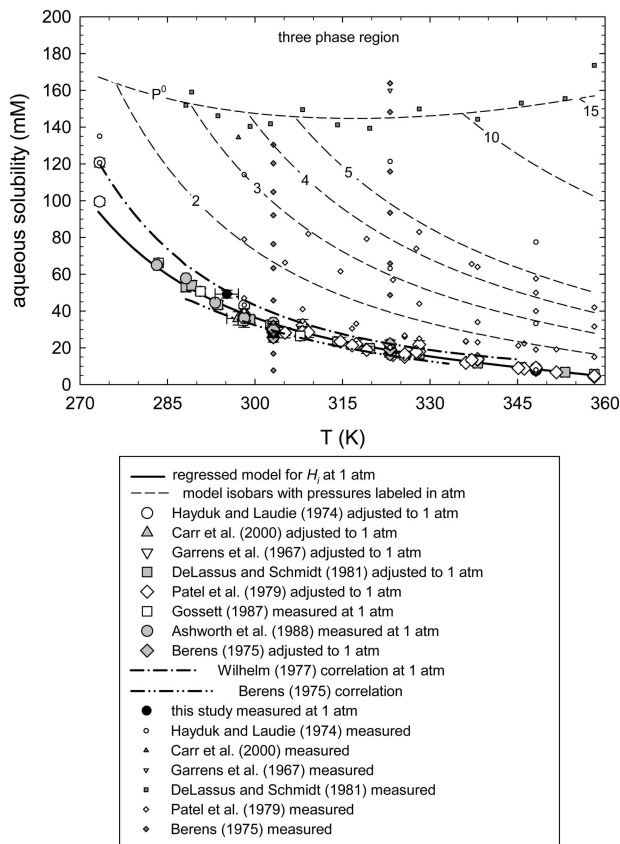 three phase region
aqueous solubility (mM)
200
180
160
140
120
100
80
60
40
20
0
P⁰
2
3
4
5
10
15
270
285
300
315
330
345
360
T (K)
regressed model for Hᵢ at 1 atm
model isobars with pressures labeled in atm
Hayduk and Laudie (1974) adjusted to 1 atm
Carr et al. (2000) adjusted to 1 atm
Garrens et al. (1967) adjusted to 1 atm
DeLassus and Schmidt (1981) adjusted to 1 atm
Patel et al. (1979) adjusted to 1 atm
Gossett (1987) measured at 1 atm
Ashworth et al. (1988) measured at 1 atm
Berens (1975) adjusted to 1 atm
Wilhelm (1977) correlation at 1 atm
Berens (1975) correlation
this study measured at 1 atm
Hayduk and Laudie (1974) measured
Carr et al. (2000) measured
Garrens et al. (1967) measured
DeLassus and Schmidt (1981) measured
Patel et al. (1979) measured
Berens (1975) measured